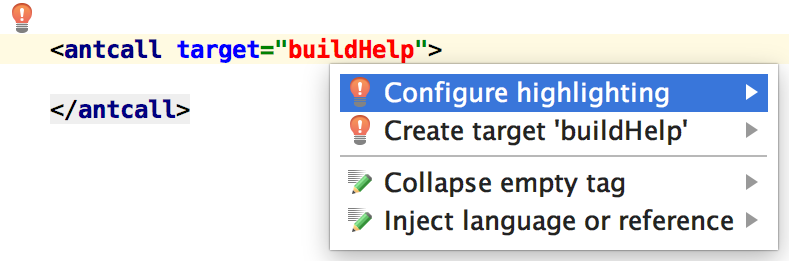 <antcall target="buildHelp">
Configure highlighting
Create target 'buildHelp'
</antcall>
Collapse empty tag
Inject language or reference